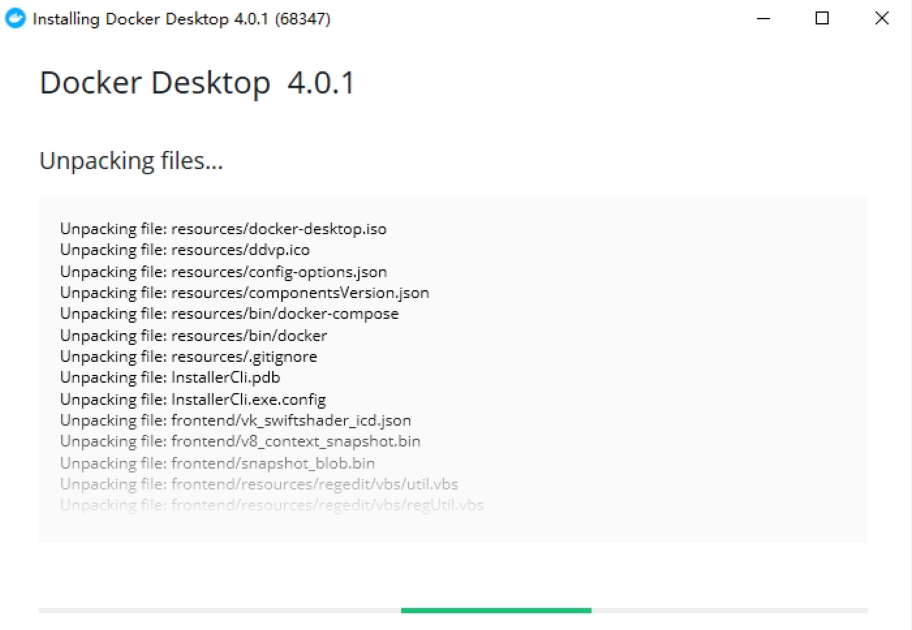 Installing Docker Desktop 4.0.1 (68347)
Docker Desktop 4.0.1
Unpacking files...
Unpacking file: resources/docker-desktop.iso
Unpacking file: resources/ddvp.ico
Unpacking file: resources/config-options.json
Unpacking file: resources/componentsVersion.json
Unpacking file: resources/bin/docker-compose
Unpacking file: resources/bin/docker
Unpacking file: resources/.gitignore
Unpacking file: InstallerCli.pdb
Unpacking file: InstallerCli.exe.config
Unpacking file: frontend/vk_swiftshader_icd.json
Unpacking file: frontend/v8_context_snapshot.bin
Unpacking file: frontend/snapshot_blob.bin
Unpacking file: frontend/resources/regedit/vbs/util.vbs
Unpacking file: frontend/resources/regedit/vbs/regUtil.vbs